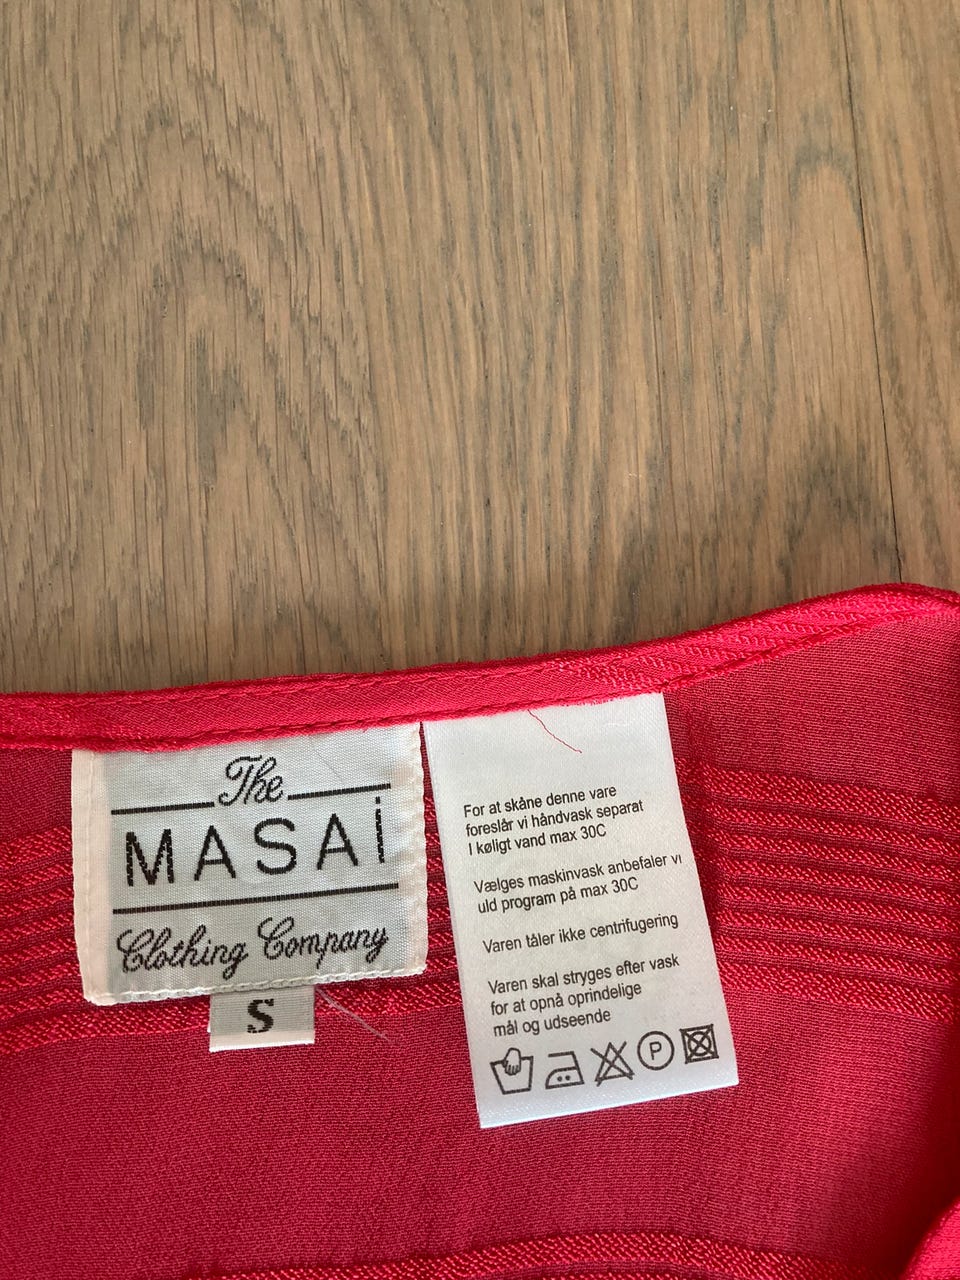 The
MASAi
Clothing Company
S
For at skåne denne vare
foreslår vi håndvask separat
I køligt vand max 30C
Vælges maskinvask anbefaler vi
uld program på max 30C
Varen tåler ikke centrifugering
Varen skal stryges efter vask
for at opnå oprindelige
mål og udseende
P